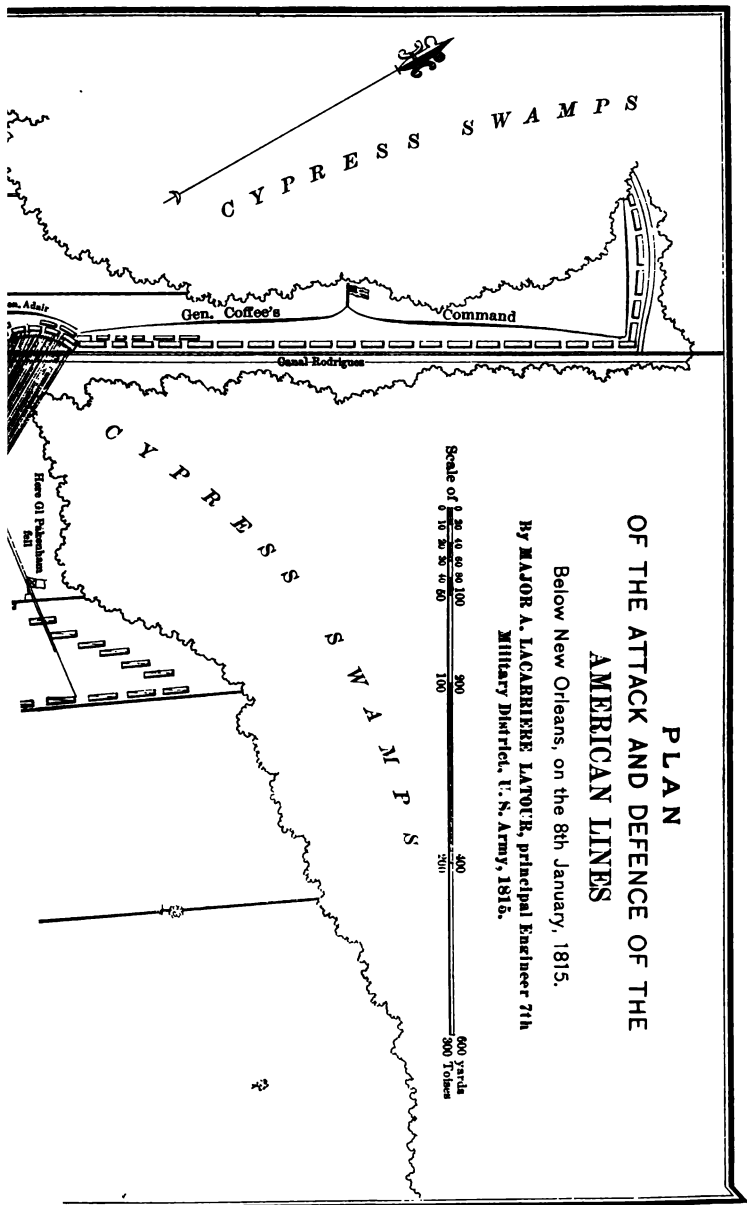 PLAN
OF THE ATTACK AND DEFENCE OF THE
AMERICAN LINES
Below New Orleans, on the 8th January, 1815.
By MAJOR A. LACARRIERE LATOUR, principal Engineer 7th
Military District, U. S. Army, 1815.
Scale of
0 20 40 60 80 100 200 400 600 yards
0 10 20 30 40 50 100 200 300 Toises
CYPRESS SWAMPS
Adair
Gen. Coffee's Command
Canal Rodrigues
CYPRESS SWAMPS
Here Gl Pakenham
fell